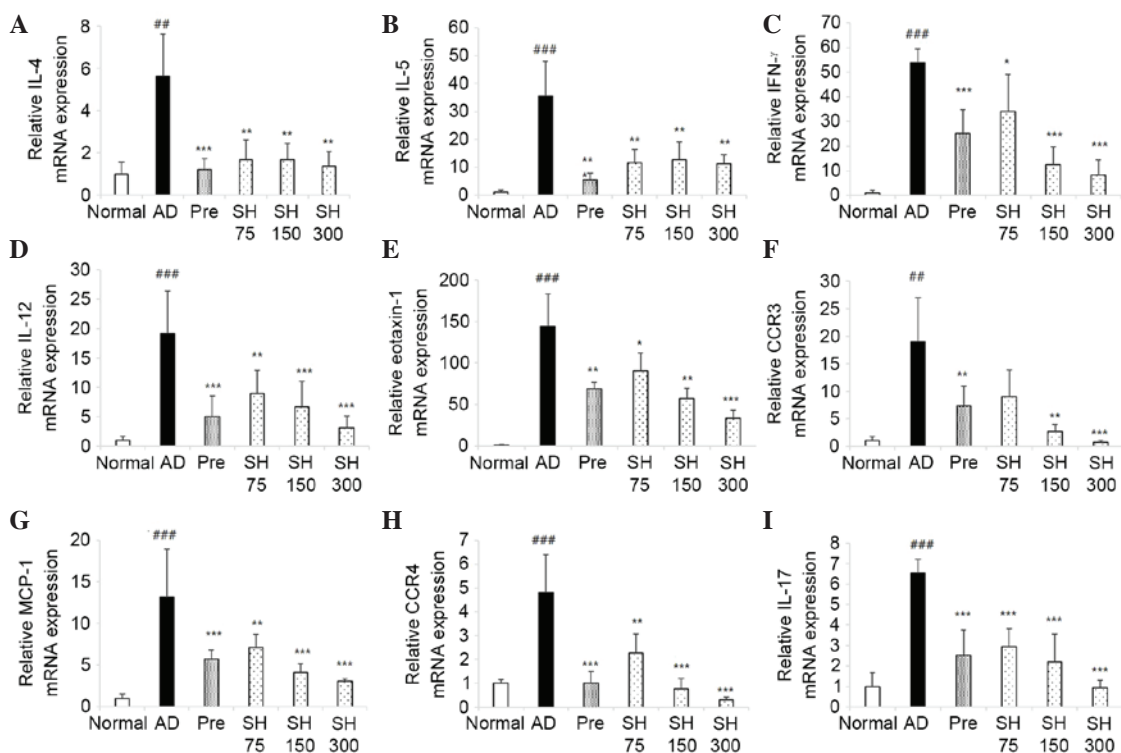 A
Relative IL-4
mRNA expression
8
6
4
2
0
##
***
**
**
**
Normal AD Pre SH SH SH
75 150 300
B
Relative IL-5
mRNA expression
60
50
40
30
20
10
0
###
**
*
**
**
**
Normal AD Pre SH SH SH
75 150 300
C
Relative IFN-γ
mRNA expression
70
60
50
40
30
20
10
0
###
***
*
***
***
Normal AD Pre SH SH SH
75 150 300
D
Relative IL-12
mRNA expression
30
25
20
15
10
5
0
###
***
**
***
***
Normal AD Pre SH SH SH
75 150 300
E
Relative eotaxin-1
mRNA expression
200
150
100
50
0
###
**
*
**
***
Normal AD Pre SH SH SH
75 150 300
F
Relative CCR3
mRNA expression
30
25
20
15
10
5
0
##
**
**
***
Normal AD Pre SH SH SH
75 150 300
G
Relative MCP-1
mRNA expression
20
15
10
5
0
###
***
**
***
***
Normal AD Pre SH SH SH
75 150 300
H
Relative CCR4
mRNA expression
7
6
5
4
3
2
1
0
###
***
**
***
***
Normal AD Pre SH SH SH
75 150 300
I
Relative IL-17
mRNA expression
8
7
6
5
4
3
2
1
0
###
***
***
***
***
Normal AD Pre SH SH SH
75 150 300